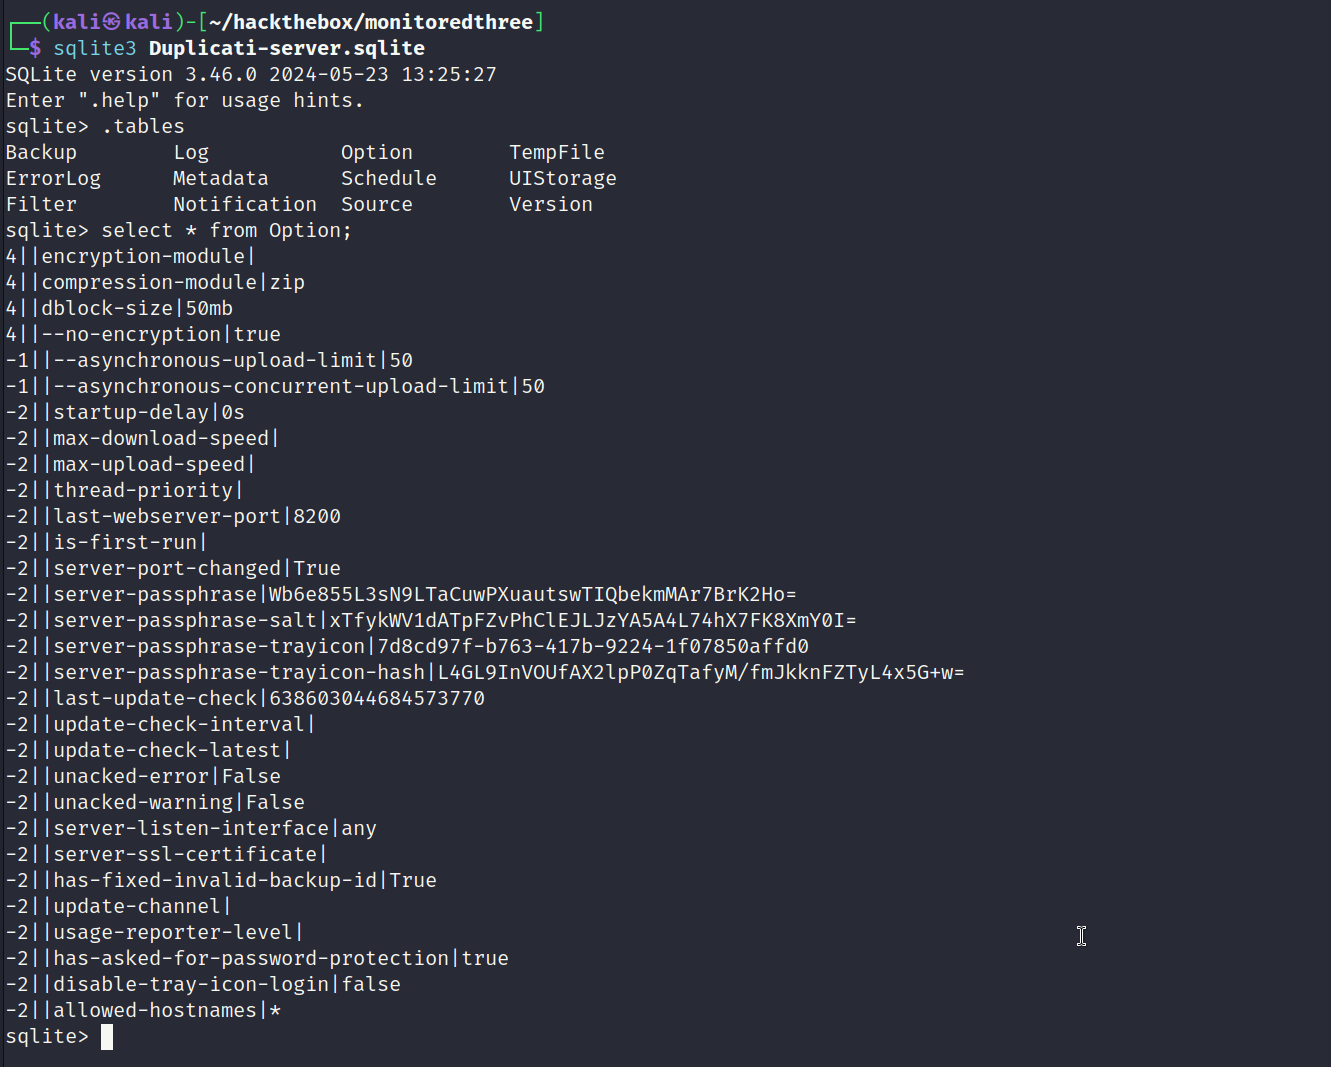 ┌──(kali㉿kali)-[~/hackthebox/monitoredthree]
└─$ sqlite3 Duplicati-server.sqlite
SQLite version 3.46.0 2024-05-23 13:25:27
Enter ".help" for usage hints.
sqlite> .tables
Backup        Log           Option        TempFile
ErrorLog      Metadata      Schedule      UIStorage
Filter        Notification  Source        Version
sqlite> select * from Option;
4||encryption-module|
4||compression-module|zip
4||dblock-size|50mb
4||--no-encryption|true
-1||--asynchronous-upload-limit|50
-1||--asynchronous-concurrent-upload-limit|50
-2||startup-delay|0s
-2||max-download-speed|
-2||max-upload-speed|
-2||thread-priority|
-2||last-webserver-port|8200
-2||is-first-run|
-2||server-port-changed|True
-2||server-passphrase|Wb6e855L3sN9LTaCuwPXuautswTIQbekmMAr7BrK2Ho=
-2||server-passphrase-salt|xTfykWV1dATpFZvPhClEJLJzYA5A4L74hX7FK8XmY0I=
-2||server-passphrase-trayicon|7d8cd97f-b763-417b-9224-1f07850affd0
-2||server-passphrase-trayicon-hash|L4GL9InVOUfAX2lpP0ZqTafyM/fmJkknFZTyL4x5G+w=
-2||last-update-check|638603044684573770
-2||update-check-interval|
-2||update-check-latest|
-2||unacked-error|False
-2||unacked-warning|False
-2||server-listen-interface|any
-2||server-ssl-certificate|
-2||has-fixed-invalid-backup-id|True
-2||update-channel|
-2||usage-reporter-level|
-2||has-asked-for-password-protection|true
-2||disable-tray-icon-login|false
-2||allowed-hostnames|*
sqlite>